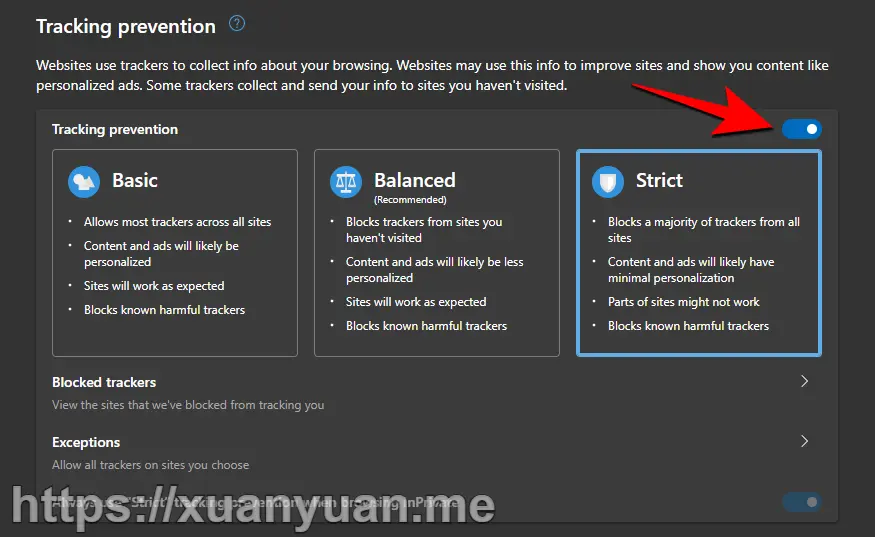 Tracking prevention
Websites use trackers to collect info about your browsing. Websites may use this info to improve sites and show you content like
personalized ads. Some trackers collect and send your info to sites you haven't visited.
Tracking prevention
Basic
• Allows most trackers across all sites
• Content and ads will likely be
personalized
• Sites will work as expected
• Blocks known harmful trackers
Balanced
(Recommended)
• Blocks trackers from sites you
haven't visited
• Content and ads will likely be less
personalized
• Sites will work as expected
• Blocks known harmful trackers
Strict
• Blocks a majority of trackers from all
sites
• Content and ads will likely have
minimal personalization
• Parts of sites might not work
• Blocks known harmful trackers
Blocked trackers
View the sites that we've blocked from tracking you
Exceptions
Allow all trackers on sites you choose
Always use "Strict" tracking prevention when browsing InPrivate
https://xuanyuan.me